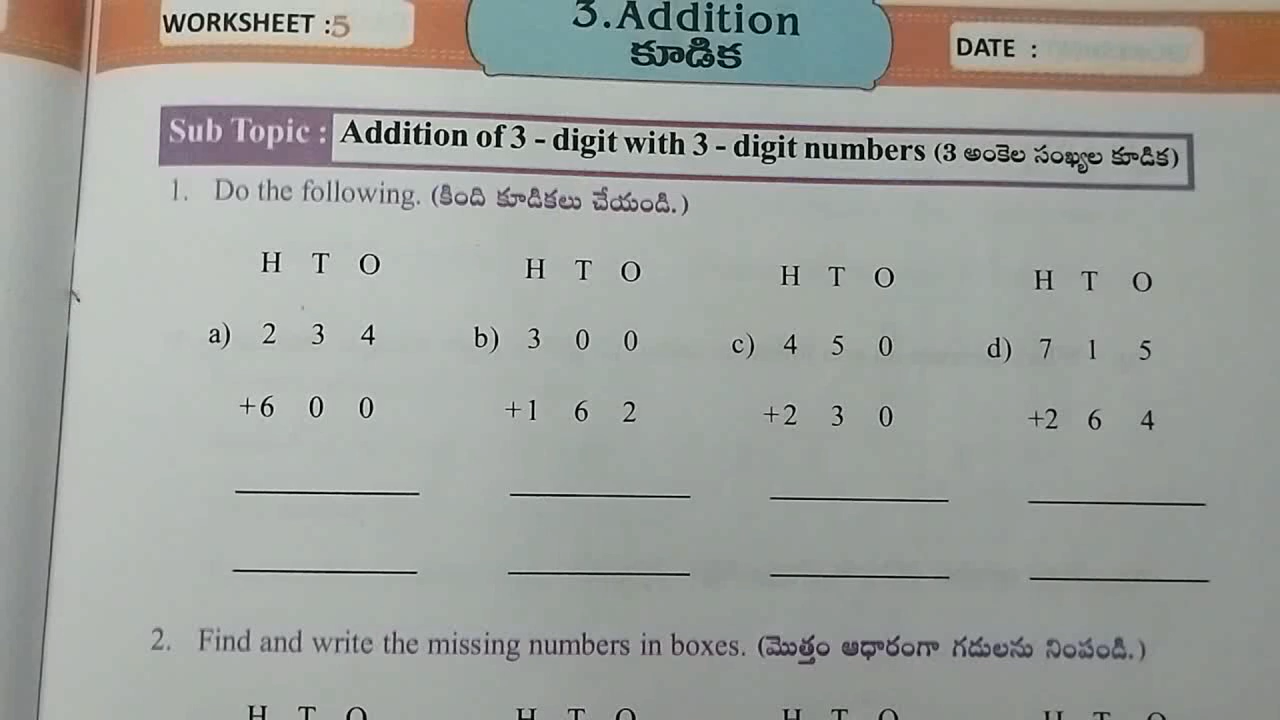 WORKSHEET :5
3.Addition
కూడిక
DATE :
Sub Topic : Addition of 3 - digit with 3 - digit numbers (3 అంకెల సంఖ్యల కూడిక)
1. Do the following. (కింది కూడికలు చేయండి.)
H T O H T O H T O H T O
a) 2 3 4 b) 3 0 0 c) 4 5 0 d) 7 1 5
+6 0 0 +1 6 2 +2 3 0 +2 6 4
2. Find and write the missing numbers in boxes. (మొత్తం ఆధారంగా గడులను నింపండి.)
H T O H T O H T O H T O